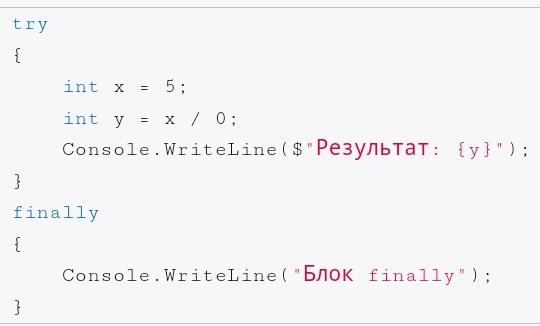 try
{
    int x = 5;
    int y = x / 0;
    Console.WriteLine($"Результат: {y}");
}
finally
{
    Console.WriteLine("Блок finally");
}